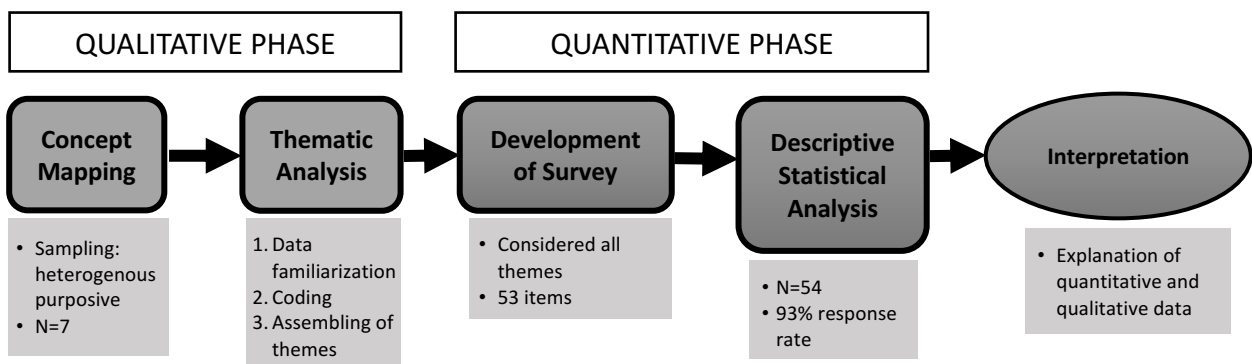 QUALITATIVE PHASE
QUANTITATIVE PHASE
Concept
Mapping
Thematic
Analysis
Development
of Survey
Descriptive
Statistical
Analysis
Interpretation
• Sampling:
heterogenous
purposive
• N=7
1. Data
familiarization
2. Coding
3. Assembling of
themes
• Considered all
themes
• 53 items
• N=54
• 93% response
rate
• Explanation of
quantitative and
qualitative data